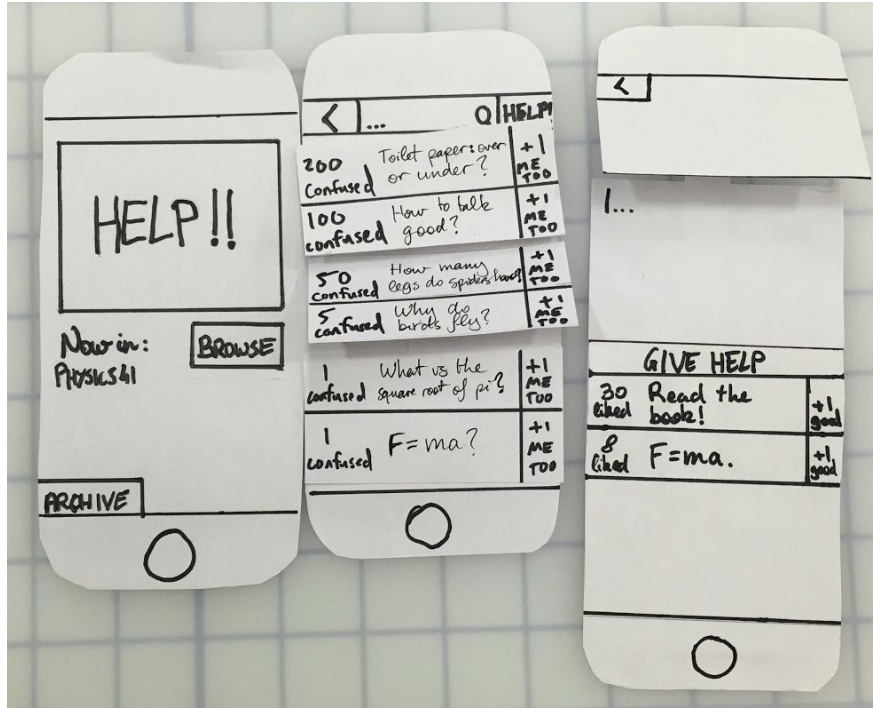 HELP!!
Now in:
PHYSICS41
BROWSE
ARCHIVE
< ... Q HELP!
200
confused
Toilet paper: over
or under?
+1
ME
TOO
100
confused
How to talk
good?
+1
ME
TOO
50
confused
How many
legs do spiders have?
+1
ME
TOO
5
confused
Why do
birds fly?
+1
ME
TOO
1
confused
What is the
square root of pi?
+1
ME
TOO
1
confused
F=ma?
+1
ME
TOO
<
I...
GIVE HELP
30
liked
Read the
book!
+1
good
8
liked
F=ma.
+1
good